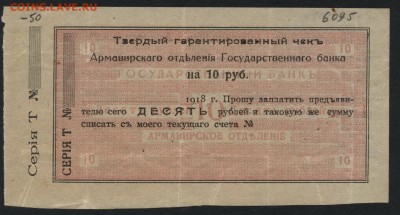 COINS.LAVE.RU
-50
6095
Твердый гарантированный чекъ
Армавирскаго отдѣленія Государственнаго банка
на 10 руб.
10
ГОСУДАРСТВЕННЫЙ БАНКЪ
10
1918 г. Прошу заплатить предъяви-
телю сего ДЕСЯТЬ рублей и таковую же сумму
списать съ моего текущаго счета №
АРМАВИРСКОЕ ОТДѢЛЕНІЕ
10
10
Серія Т №
СЕРІЯ Т №